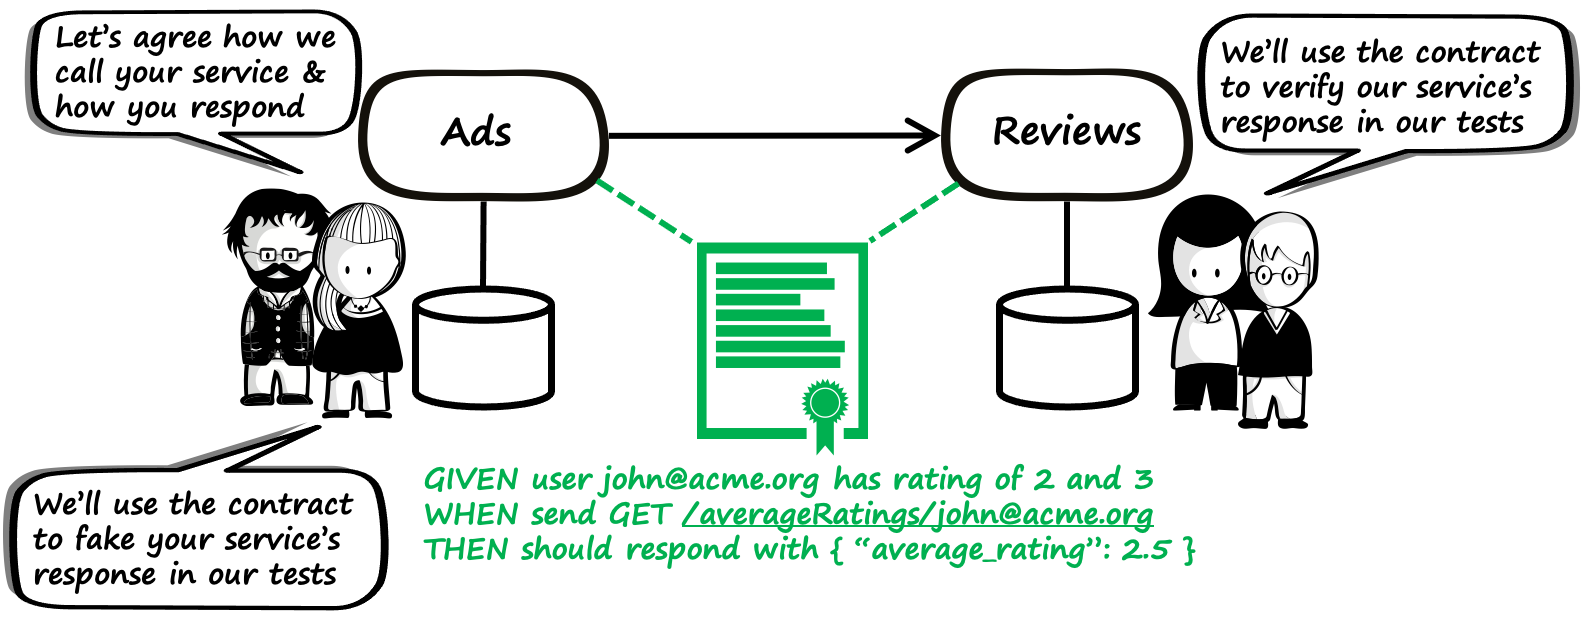 Let's agree how we
call your service &
how you respond
Ads
Reviews
We'll use the contract
to verify our service's
response in our tests
We'll use the contract
to fake your service's
response in our tests
GIVEN user john@acme.org has rating of 2 and 3
WHEN send GET /averageRatings/john@acme.org
THEN should respond with { “average_rating”: 2.5 }